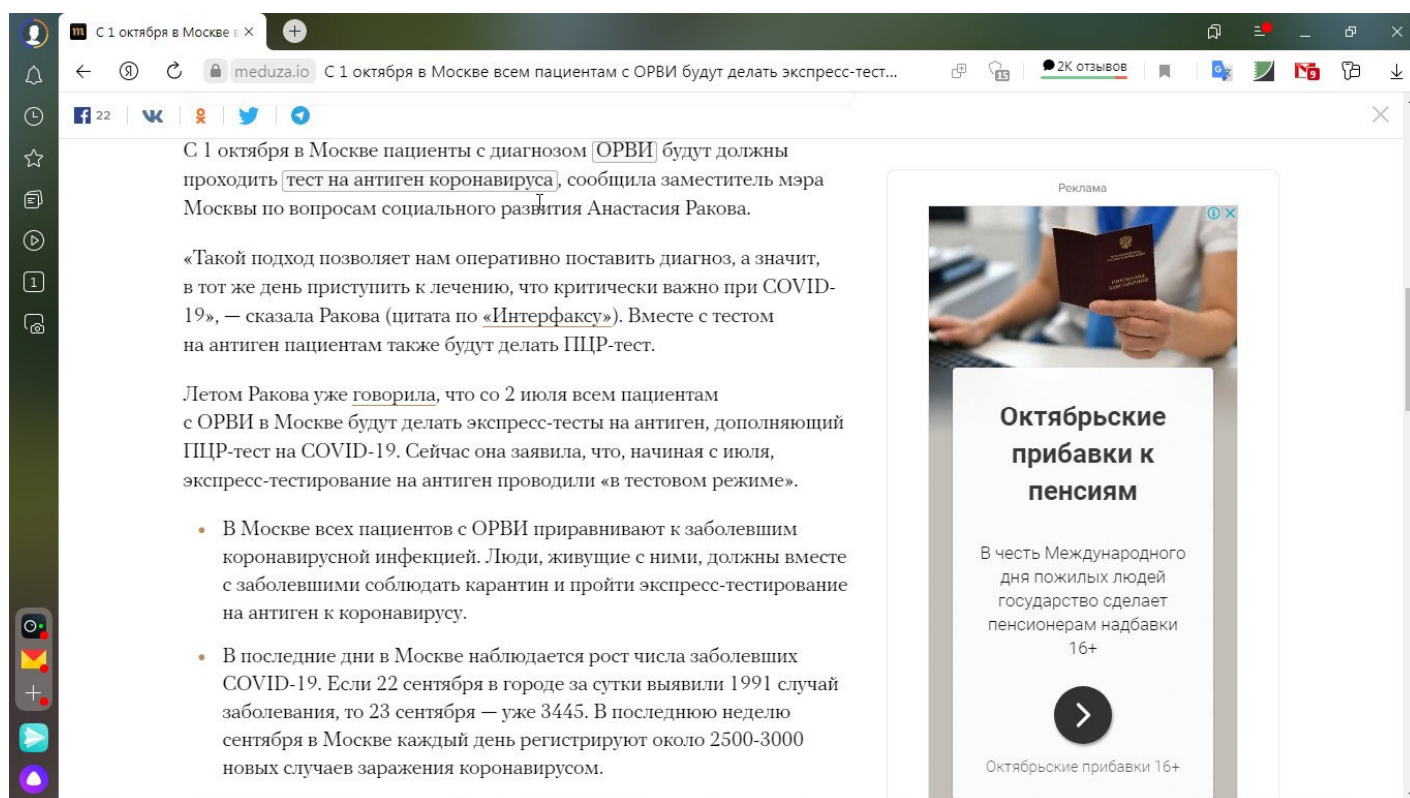 С 1 октября в Москве в
meduza.io С 1 октября в Москве всем пациентам с ОРВИ будут делать экспресс-тест...
15
2К отзывов
9
22
С 1 октября в Москве пациенты с диагнозом ОРВИ будут должны
проходить тест на антиген коронавируса, сообщила заместитель мэра
Москвы по вопросам социального развития Анастасия Ракова.
«Такой подход позволяет нам оперативно поставить диагноз, а значит,
в тот же день приступить к лечению, что критически важно при COVID-
19», — сказала Ракова (цитата по «Интерфаксу»). Вместе с тестом
на антиген пациентам также будут делать ПЦР-тест.
Летом Ракова уже говорила, что со 2 июля всем пациентам
с ОРВИ в Москве будут делать экспресс-тесты на антиген, дополняющий
ПЦР-тест на COVID-19. Сейчас она заявила, что, начиная с июля,
экспресс-тестирование на антиген проводили «в тестовом режиме».
• В Москве всех пациентов с ОРВИ приравнивают к заболевшим
коронавирусной инфекцией. Люди, живущие с ними, должны вместе
с заболевшими соблюдать карантин и пройти экспресс-тестирование
на антиген к коронавирусу.
• В последние дни в Москве наблюдается рост числа заболевших
COVID-19. Если 22 сентября в городе за сутки выявили 1991 случай
заболевания, то 23 сентября — уже 3445. В последнюю неделю
сентября в Москве каждый день регистрируют около 2500-3000
новых случаев заражения коронавирусом.
Реклама
Октябрьские
прибавки к
пенсиям
В честь Международного
дня пожилых людей
государство сделает
пенсионерам надбавки
16+
Октябрьские прибавки 16+
1